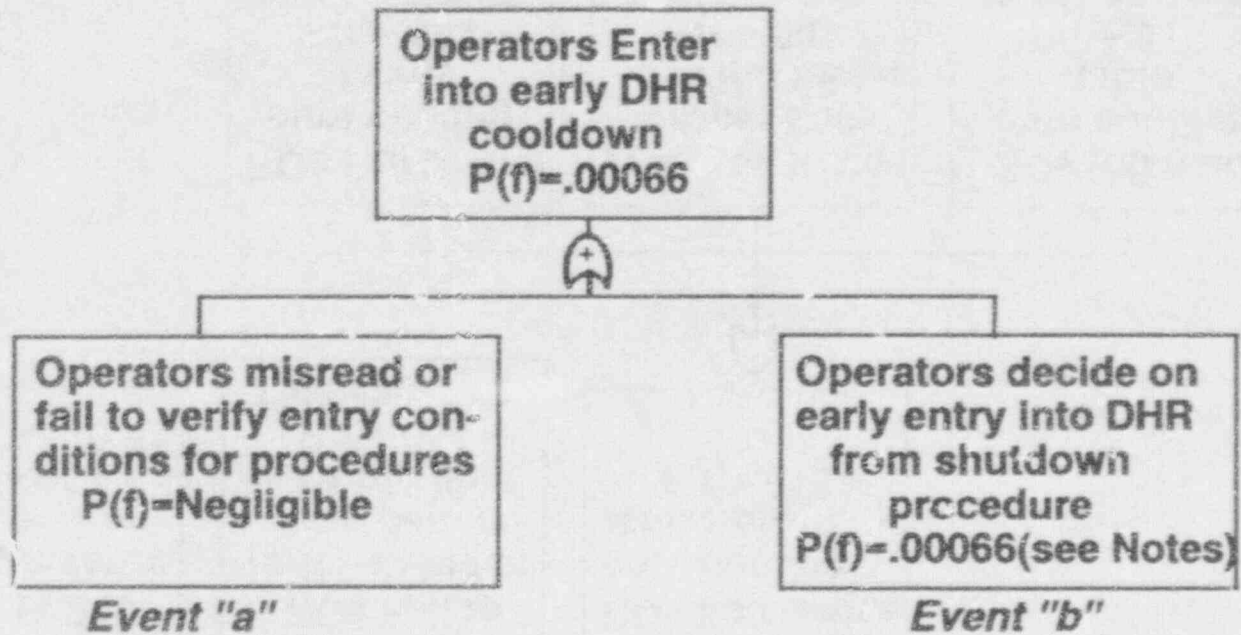 Operators Enter
into early DHR
cooldown
P(f)=.00066
+
Operators misread or
fail to verify entry con-
ditions for procedures
P(f)=Negligible
Event "a"
Operators decide on
early entry into DHR
from shutdown
prccedure
P(f)=.00066(see Notes)
Event "b"